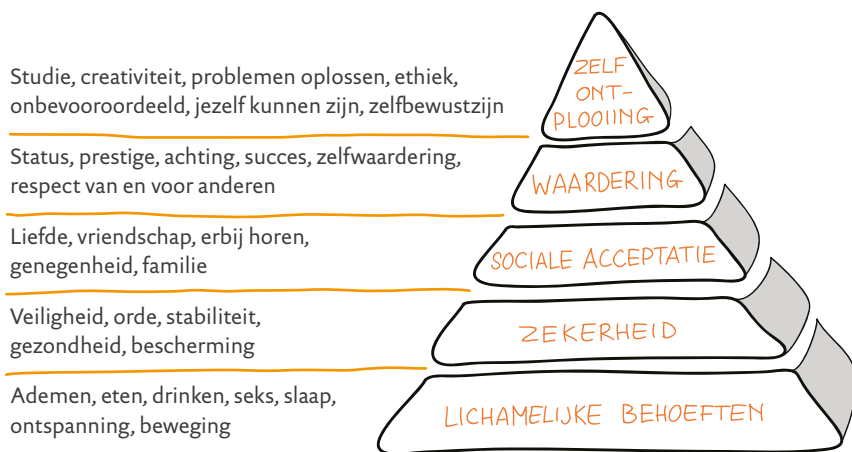 Studie, creativiteit, problemen oplossen, ethiek,
onbevooroordeeld, jezelf kunnen zijn, zelfbewustzijn
ZELF
ONT-
PLOOIING
Status, prestige, achting, succes, zelfwaardering,
respect van en voor anderen
WAARDERING
Liefde, vriendschap, erbij horen,
genegenheid, familie
SOCIALE ACCEPTATIE
Veiligheid, orde, stabiliteit,
gezondheid, bescherming
ZEKERHEID
Ademen, eten, drinken, seks, slaap,
ontspanning, beweging
LICHAMELIJKE BEHOEFTEN